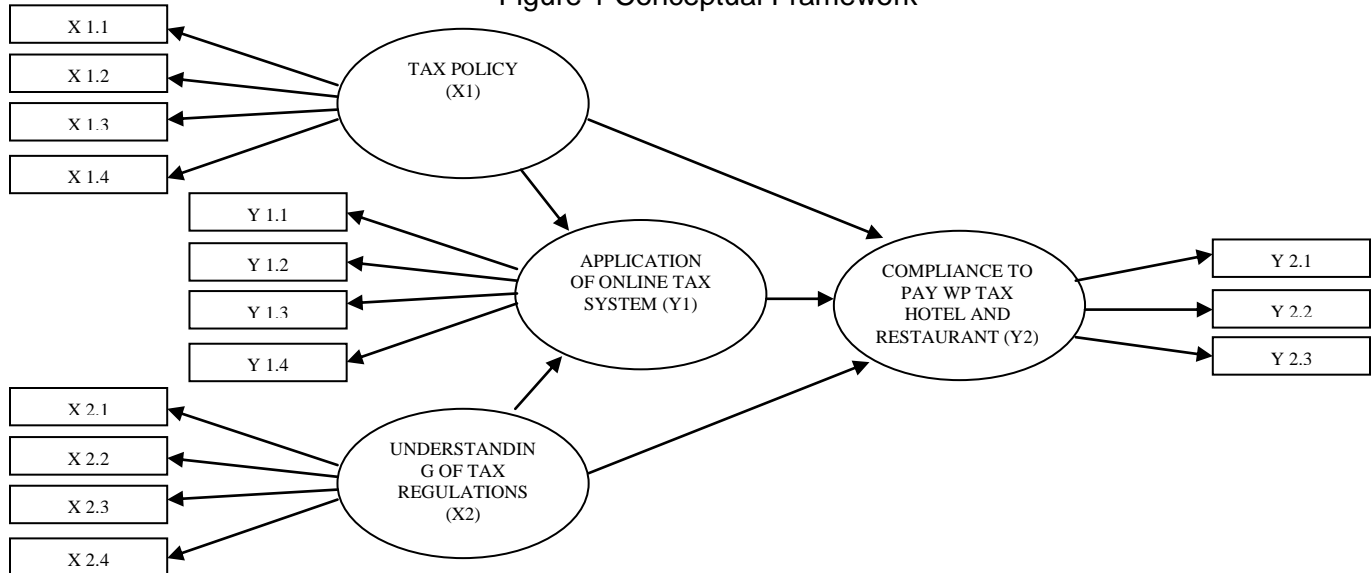 Figure 1 Conceptual Framework
X 1.1
X 1.2
X 1.3
X 1.4
TAX POLICY
(X1)
Y 1.1
Y 1.2
Y 1.3
Y 1.4
APPLICATION
OF ONLINE TAX
SYSTEM (Y1)
COMPLIANCE TO
PAY WP TAX
HOTEL AND
RESTAURANT (Y2)
Y 2.1
Y 2.2
Y 2.3
X 2.1
X 2.2
X 2.3
X 2.4
UNDERSTANDIN
G OF TAX
REGULATIONS
(X2)